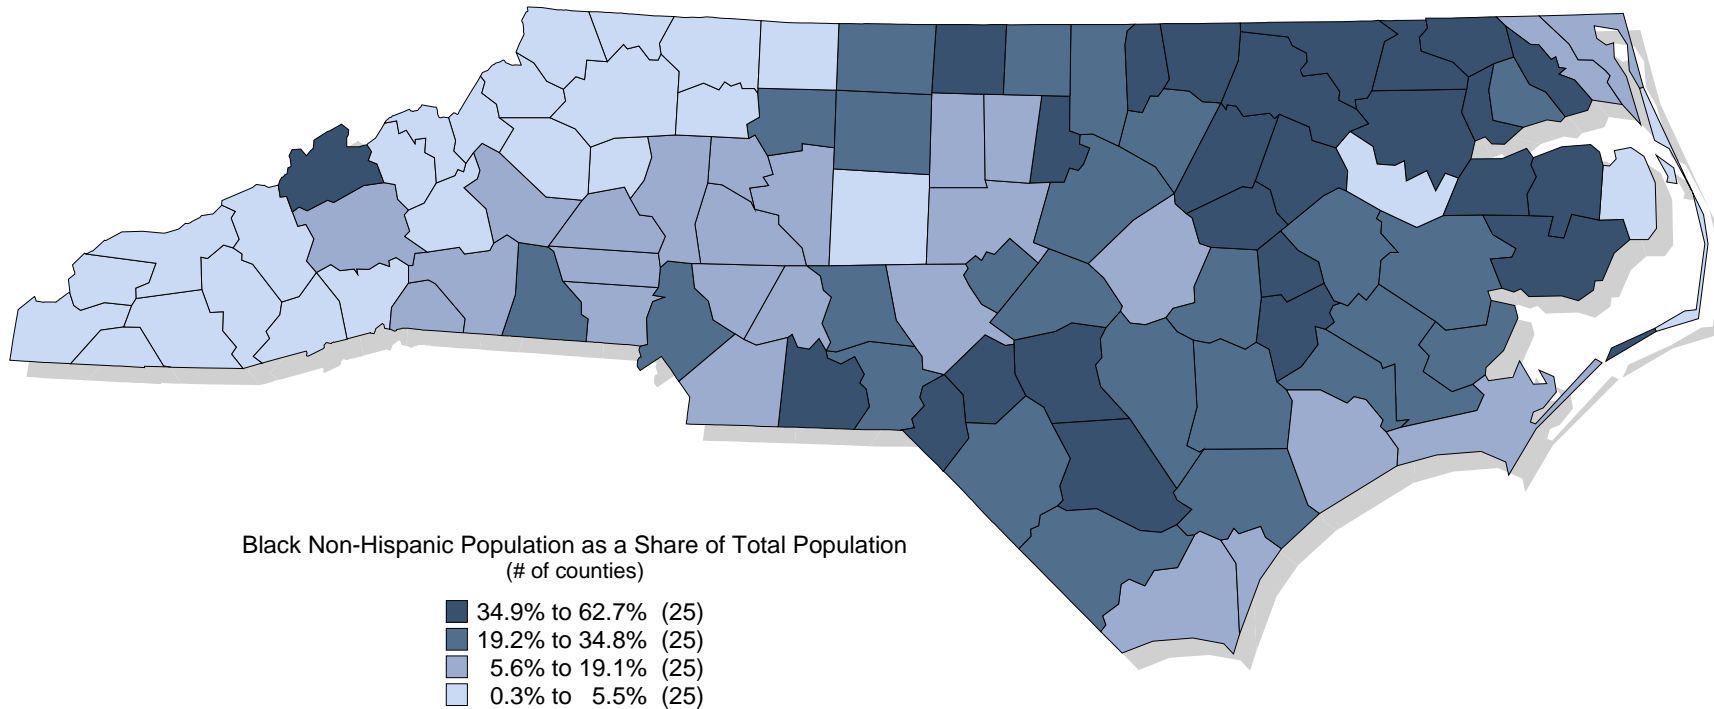 Black Non-Hispanic Population as a Share of Total Population
(# of counties)
34.9% to 62.7% (25)
19.2% to 34.8% (25)
5.6% to 19.1% (25)
0.3% to 5.5% (25)